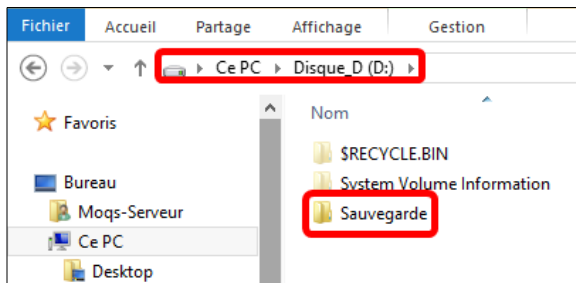 Fichier Accueil Partage Affichage Gestion
Ce PC Disque_D (D:)
Favoris
Bureau
Moqs-Serveur
Ce PC
Desktop
Nom
$RECYCLE.BIN
System Volume Information
Sauvegarde